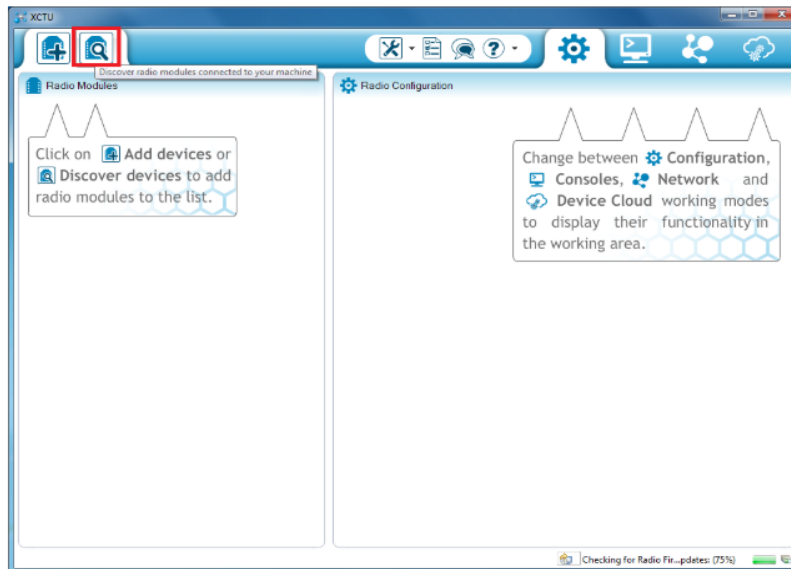 XCTU
Discover radio modules connected to your machine
Radio Modules
Radio Configuration
Click on Add devices or
Discover devices to add
radio modules to the list.
Change between Configuration,
Consoles, Network and
Device Cloud working modes
to display their functionality in
the working area.
Checking for Radio Fir...pdates: (75%)